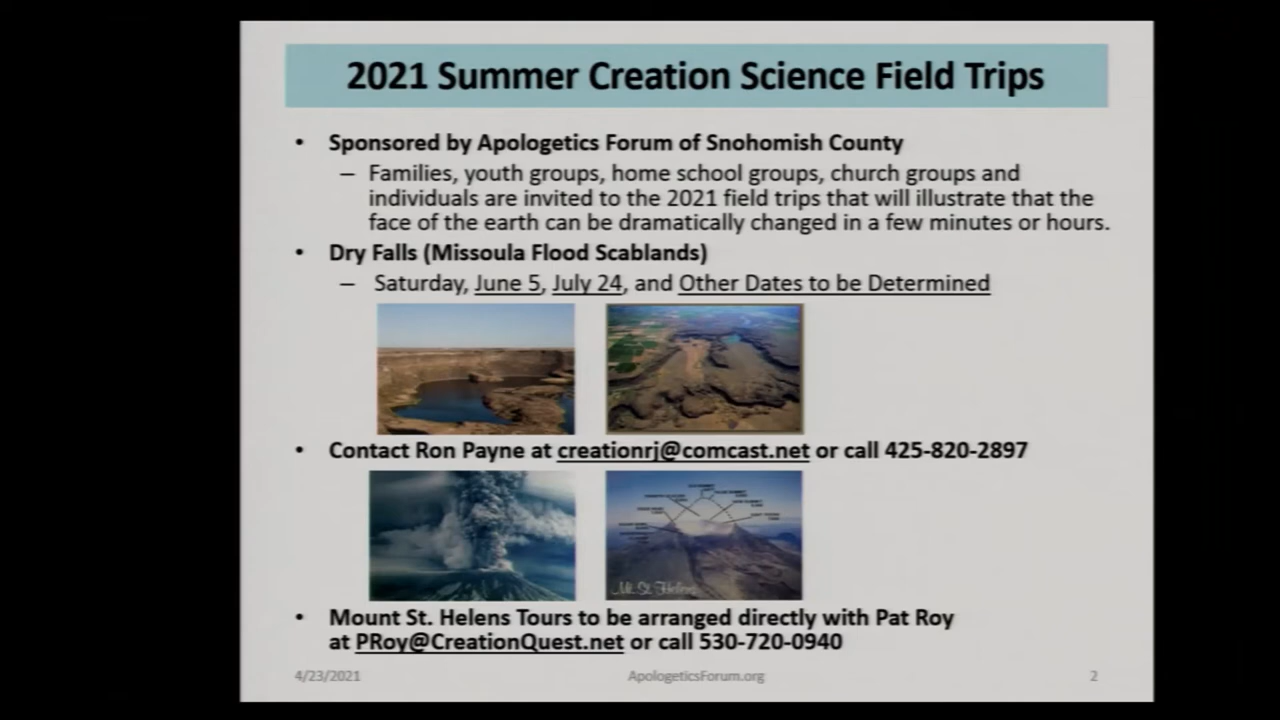 2021 Summer Creation Science Field Trips
• Sponsored by Apologetics Forum of Snohomish County
– Families, youth groups, home school groups, church groups and
individuals are invited to the 2021 field trips that will illustrate that the
face of the earth can be dramatically changed in a few minutes or hours.
• Dry Falls (Missoula Flood Scablands)
– Saturday, June 5, July 24, and Other Dates to be Determined
• Contact Ron Payne at creationrj@comcast.net or call 425-820-2897
Mt. St. Helens
• Mount St. Helens Tours to be arranged directly with Pat Roy
at PRoy@CreationQuest.net or call 530-720-0940
4/23/2021 ApologeticsForum.org 2